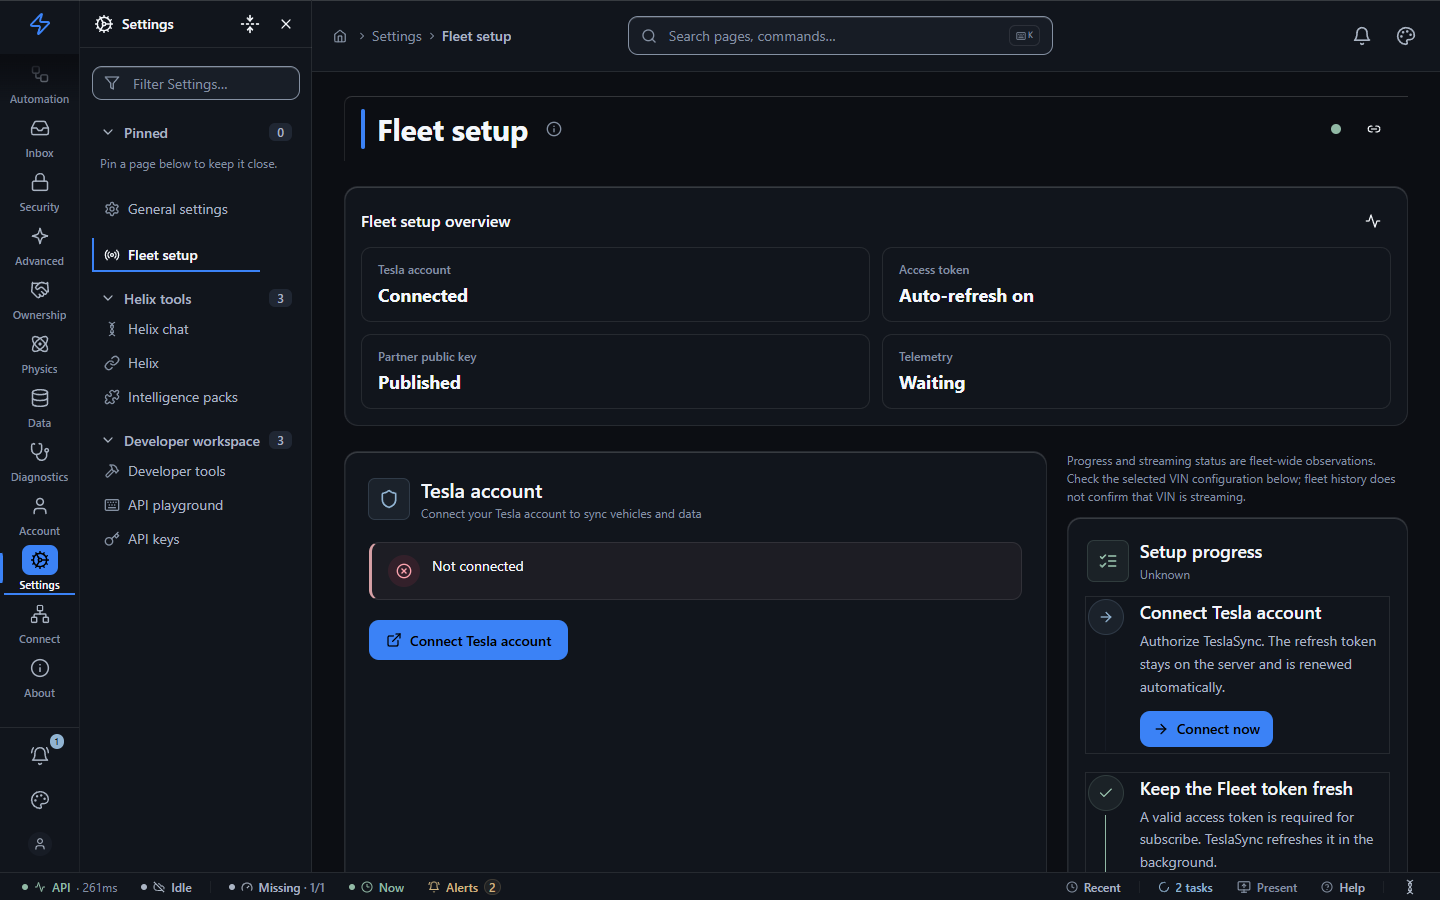 Settings
Settings
Fleet setup
Search pages, commands...
K
Automation
Inbox
Security
Advanced
Ownership
Physics
Data
Diagnostics
Account
Settings
Connect
About
1
Filter Settings...
Pinned
0
Pin a page below to keep it close.
General settings
Fleet setup
Helix tools
3
Helix chat
Helix
Intelligence packs
Developer workspace
3
Developer tools
API playground
API keys
Fleet setup
Fleet setup overview
Tesla account
Connected
Access token
Auto-refresh on
Partner public key
Published
Telemetry
Waiting
Tesla account
Connect your Tesla account to sync vehicles and data
Not connected
Connect Tesla account
Progress and streaming status are fleet-wide observations.
Check the selected VIN configuration below; fleet history does
not confirm that VIN is streaming.
Setup progress
Unknown
Connect Tesla account
Authorize TeslaSync. The refresh token
stays on the server and is renewed
automatically.
Connect now
Keep the Fleet token fresh
A valid access token is required for
subscribe. TeslaSync refreshes it in the
background.
API · 261ms
Idle
Missing · 1/1
Now
Alerts 2
Recent
2 tasks
Present
Help